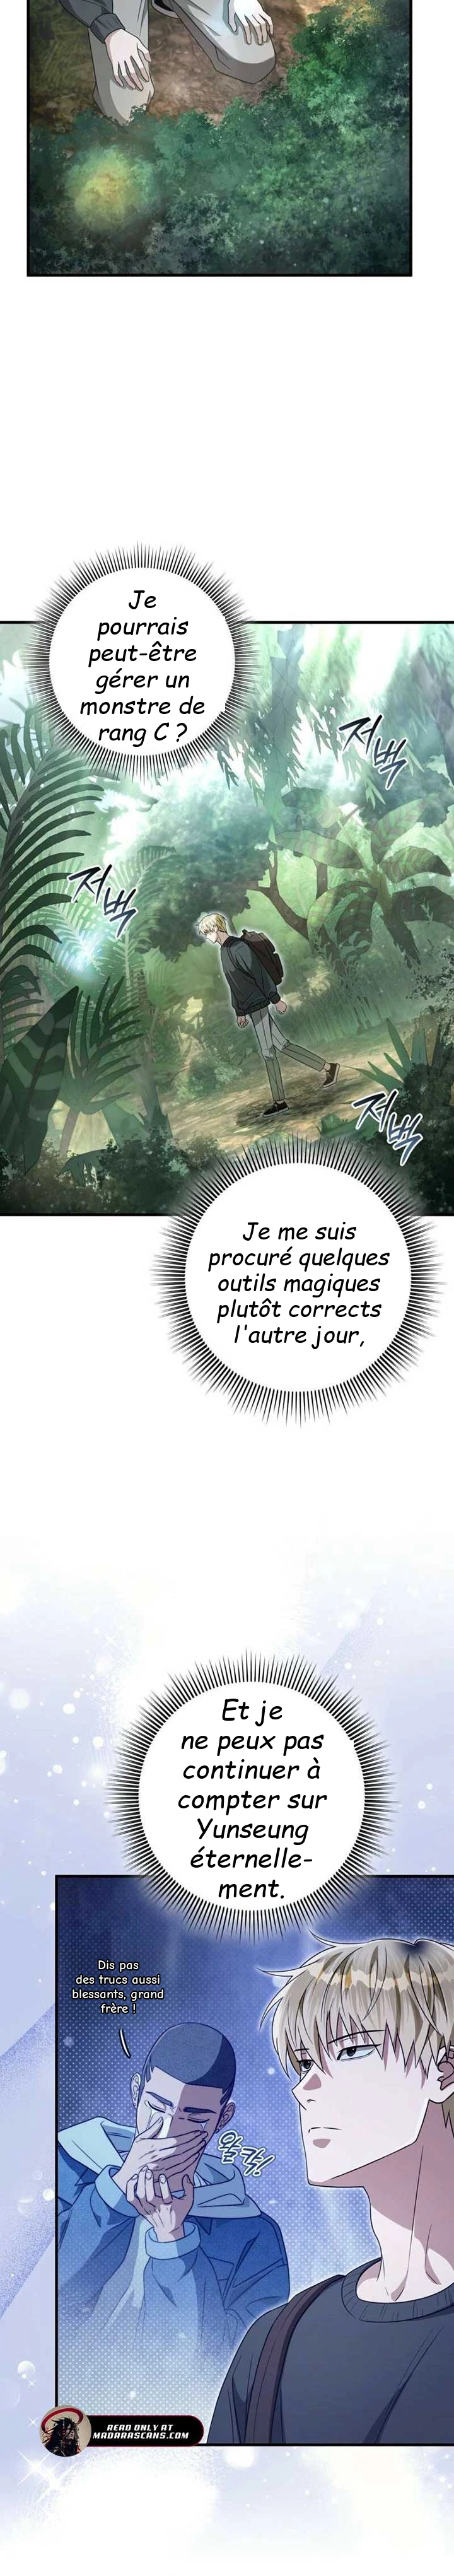 Je
pourrais
peut-être
gérer un
monstre de
rang C ?
저벅
저벅
저벅
Je me suis
procuré quelques
outils magiques
plutôt corrects
l'autre jour,
Et je
ne peux pas
continuer à
compter sur
Yunseung
éternelle-
ment.
Dis pas
des trucs aussi
blessants, grand
frère !
왈칵!
READ ONLY AT
MADARASCANS.COM